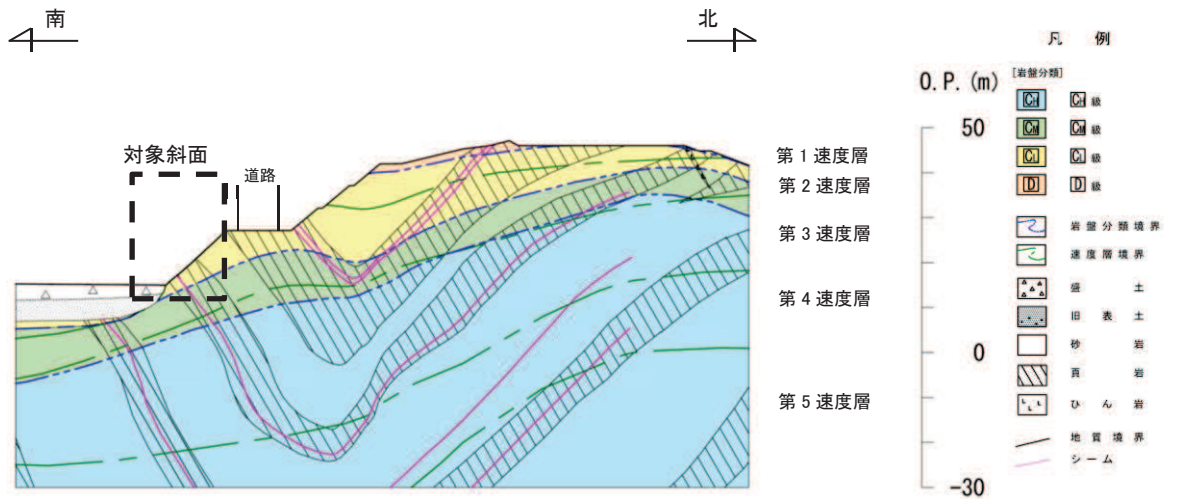 南
北
対象斜面
道路
第1速度層
第2速度層
第3速度層
第4速度層
第5速度層
O.P.(m)
50
0
-30
凡 例
[岩盤分類]
CH CH 級
CM CM 級
CL CL 級
D D 級
岩盤分類境界
速度層境界
盛 土
旧 表 土
砂 岩
頁 岩
ひ ん 岩
地質境界
シーム